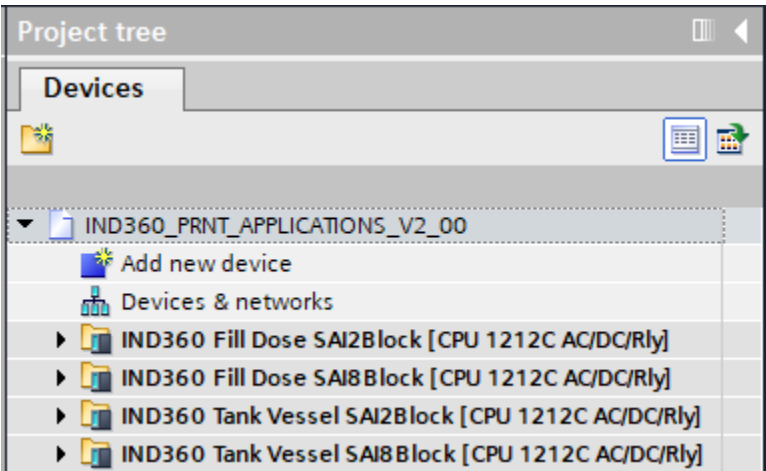 Project tree
Devices
IND360_PRNT_APPLICATIONS_V2_00
Add new device
Devices & networks
IND360 Fill Dose SAI2Block [CPU 1212C AC/DC/Rly]
IND360 Fill Dose SAI8Block [CPU 1212C AC/DC/Rly]
IND360 Tank Vessel SAI2Block [CPU 1212C AC/DC/Rly]
IND360 Tank Vessel SAI8Block [CPU 1212C AC/DC/Rly]